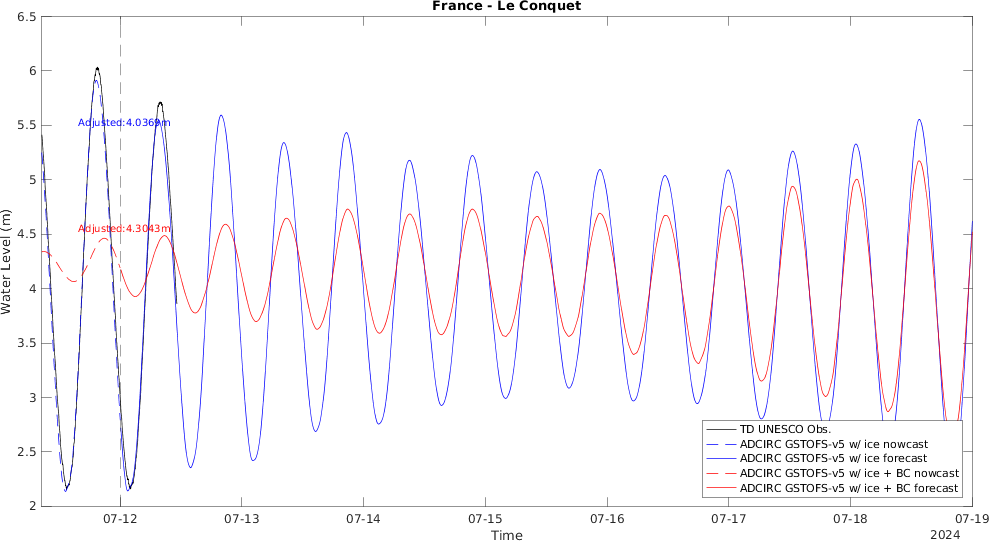 France - Le Conquet
Water Level (m)
6.5
6
5.5
5
4.5
4
3.5
3
2.5
2
Adjusted:4.0369m
Adjusted:4.3043m
TD UNESCO Obs.
ADCIRC GSTOFS-v5 w/ ice nowcast
ADCIRC GSTOFS-v5 w/ ice forecast
ADCIRC GSTOFS-v5 w/ ice + BC nowcast
ADCIRC GSTOFS-v5 w/ ice + BC forecast
07-12 07-13 07-14 07-15 07-16 07-17 07-18 07-19
Time
2024